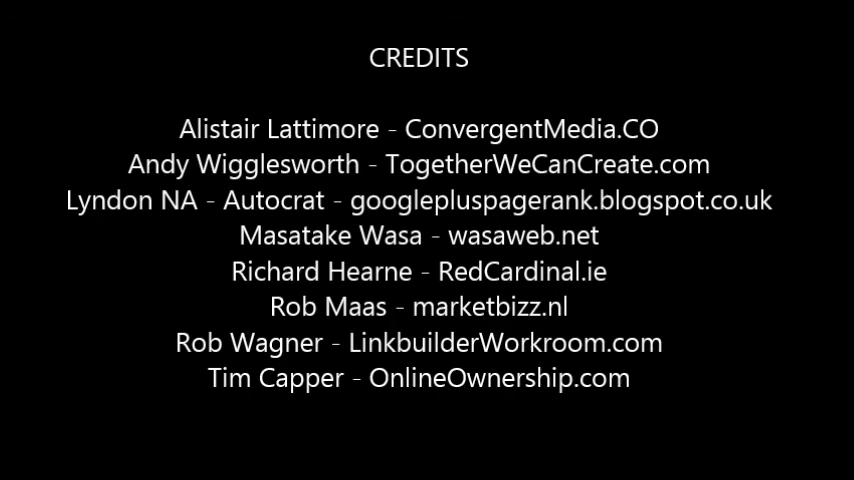 CREDITS
Alistair Lattimore - ConvergentMedia.CO
Andy Wigglesworth - TogetherWeCanCreate.com
Lyndon NA - Autocrat - googlepluspagerank.blogspot.co.uk
Masatake Wasa - wasaweb.net
Richard Hearne - RedCardinal.ie
Rob Maas - marketbizz.nl
Rob Wagner - LinkbuilderWorkroom.com
Tim Capper - OnlineOwnership.com